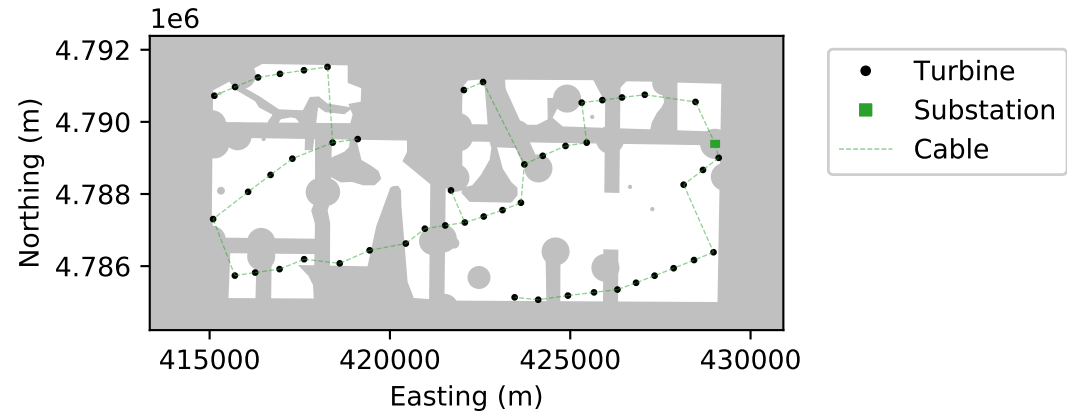 1e6
4.792
4.790
4.788
4.786
Northing (m)
415000 420000 425000 430000
Easting (m)
Turbine
Substation
Cable